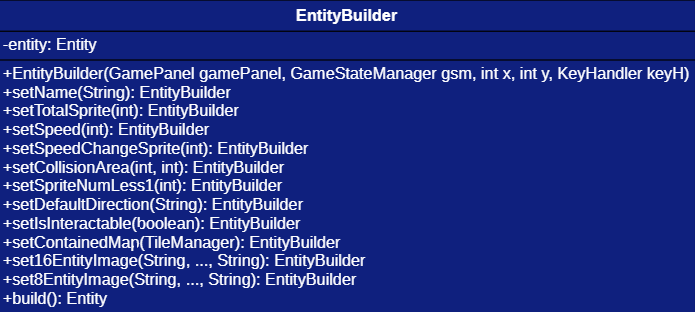 EntityBuilder
-entity: Entity
+EntityBuilder(GamePanel gamePanel, GameStateManager gsm, int x, int y, KeyHandler keyH)
+setName(String): EntityBuilder
+setTotalSprite(int): EntityBuilder
+setSpeed(int): EntityBuilder
+setSpeedChangeSprite(int): EntityBuilder
+setCollisionArea(int, int): EntityBuilder
+setSpriteNumLess1(int): EntityBuilder
+setDefaultDirection(String): EntityBuilder
+setIsInteractable(boolean): EntityBuilder
+setContainedMap(TileManager): EntityBuilder
+set16EntityImage(String, ..., String): EntityBuilder
+set8EntityImage(String, ..., String): EntityBuilder
+build(): Entity